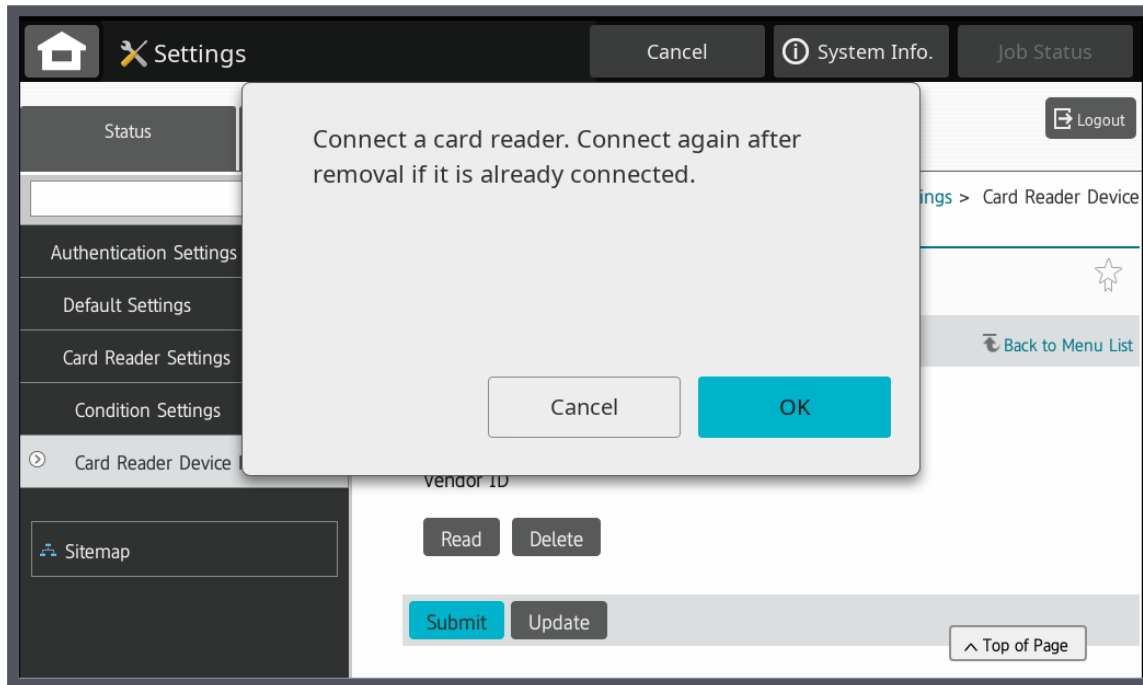 Settings
Cancel
System Info.
Job Status
Status
Logout
Connect a card reader. Connect again after
removal if it is already connected.
ings > Card Reader Device
Authentication Settings
Default Settings
Card Reader Settings
Back to Menu List
Condition Settings
Cancel
OK
Card Reader Device
Vendor ID
Read
Delete
Sitemap
Submit
Update
Top of Page